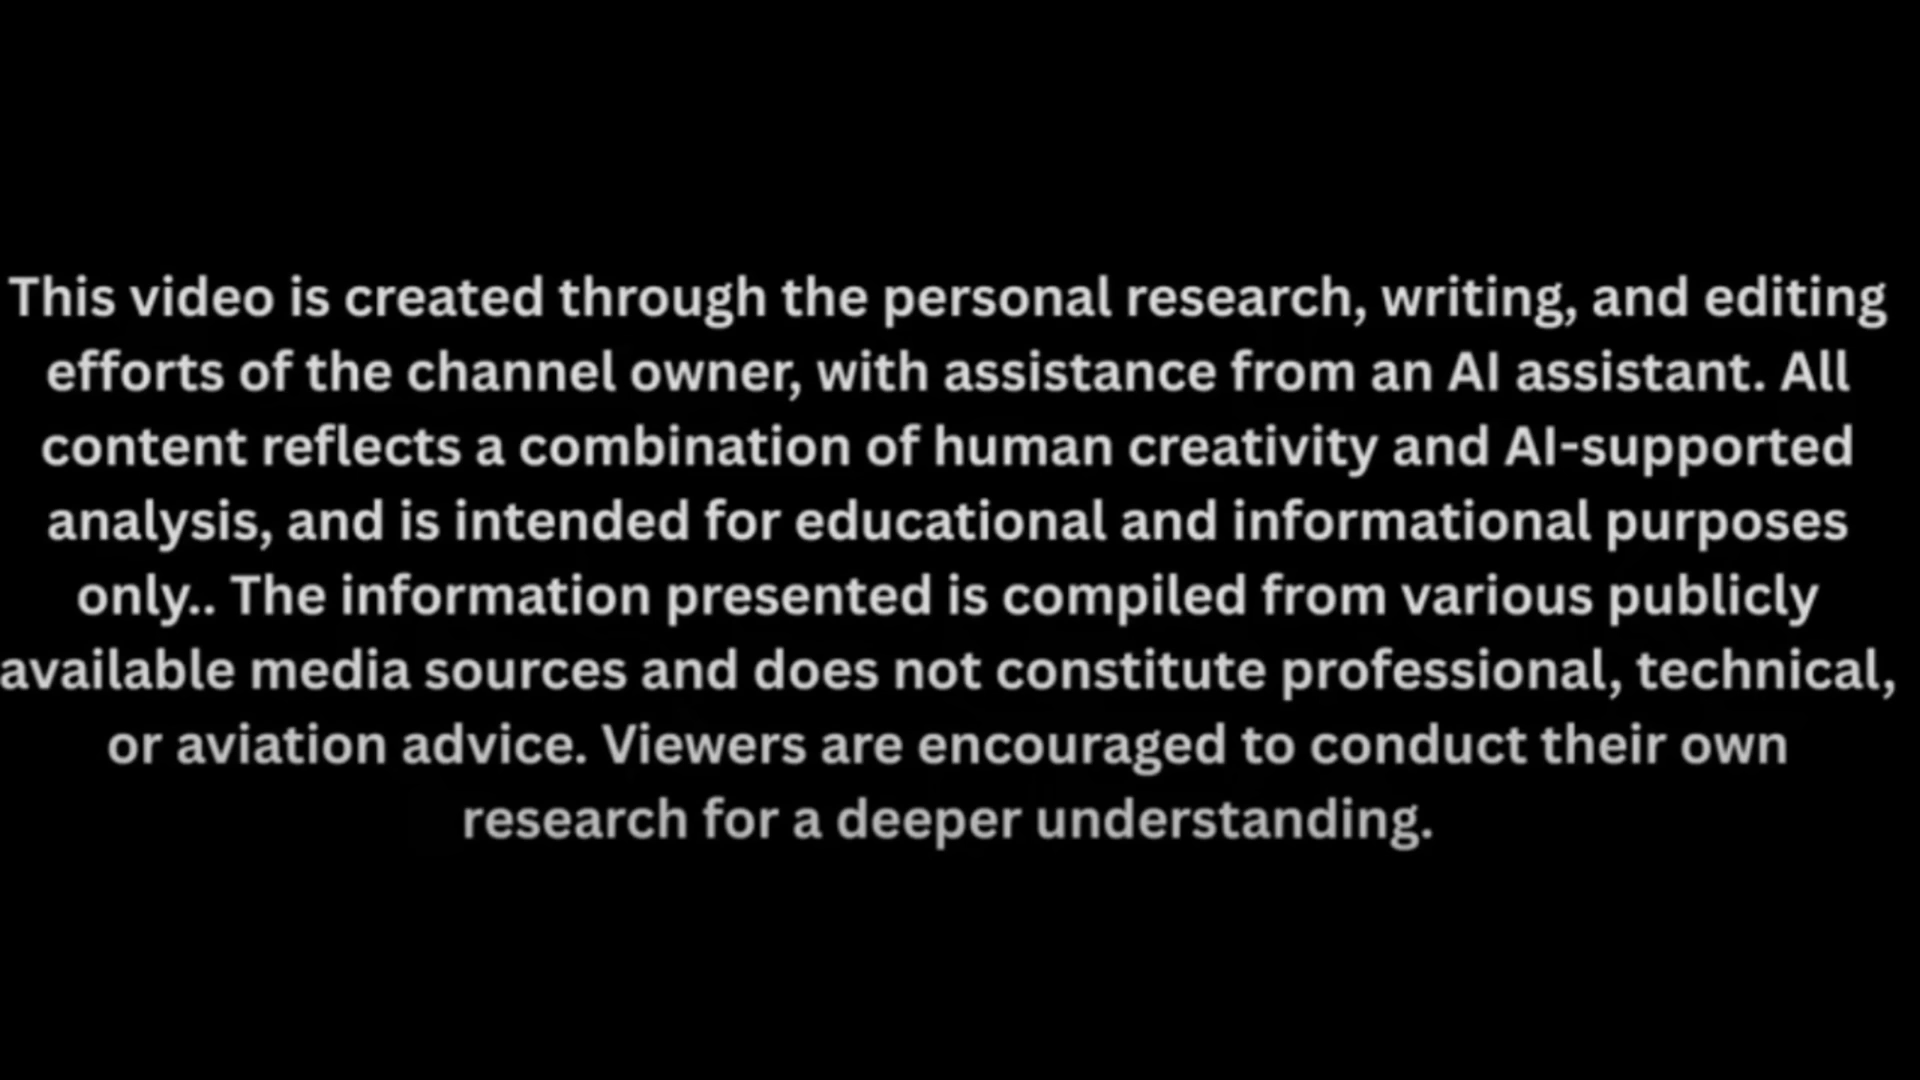 This video is created through the personal research, writing, and editing
efforts of the channel owner, with assistance from an AI assistant. All
content reflects a combination of human creativity and AI-supported
analysis, and is intended for educational and informational purposes
only.. The information presented is compiled from various publicly
available media sources and does not constitute professional, technical,
or aviation advice. Viewers are encouraged to conduct their own
research for a deeper understanding.